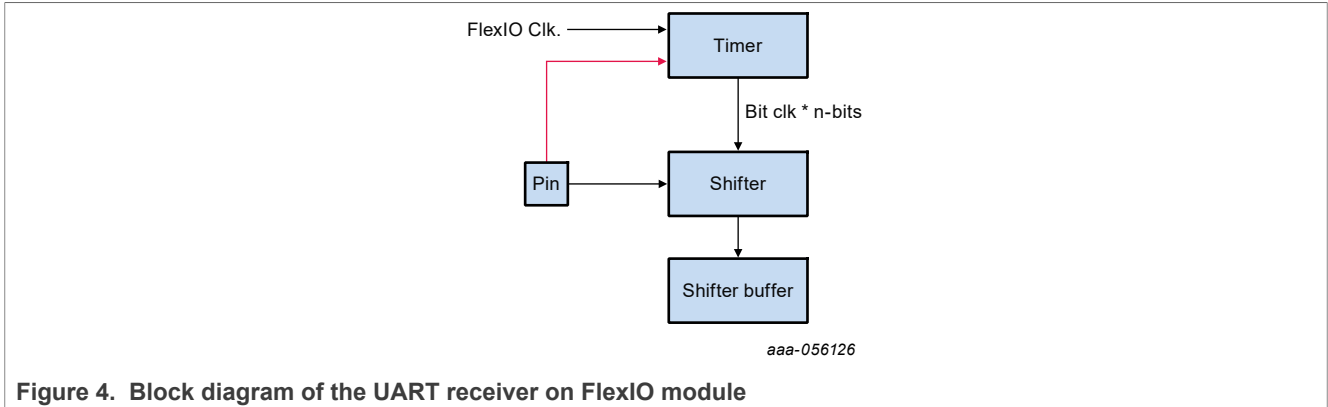 FlexIO Clk.
Timer
Bit clk * n-bits
Pin
Shifter
Shifter buffer
aaa-056126
Figure 4. Block diagram of the UART receiver on FlexIO module